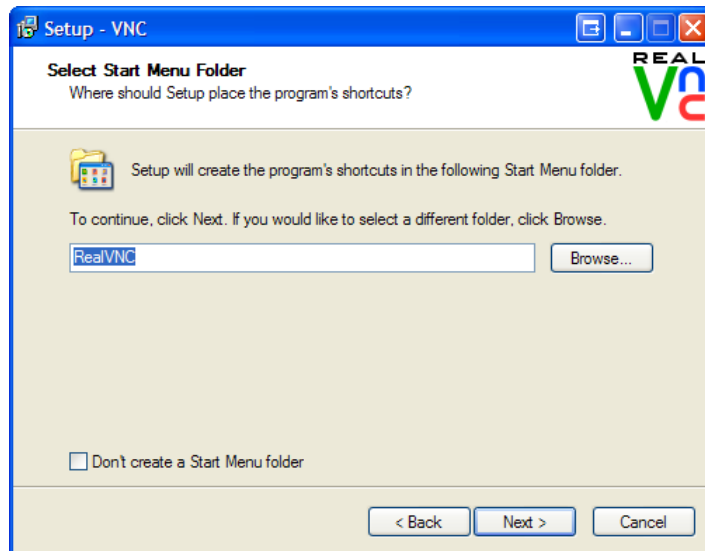 Setup - VNC
Select Start Menu Folder
Where should Setup place the program's shortcuts?
REAL
VNC
Setup will create the program's shortcuts in the following Start Menu folder.
To continue, click Next. If you would like to select a different folder, click Browse.
RealVNC
Browse...
Don't create a Start Menu folder
< Back
Next >
Cancel